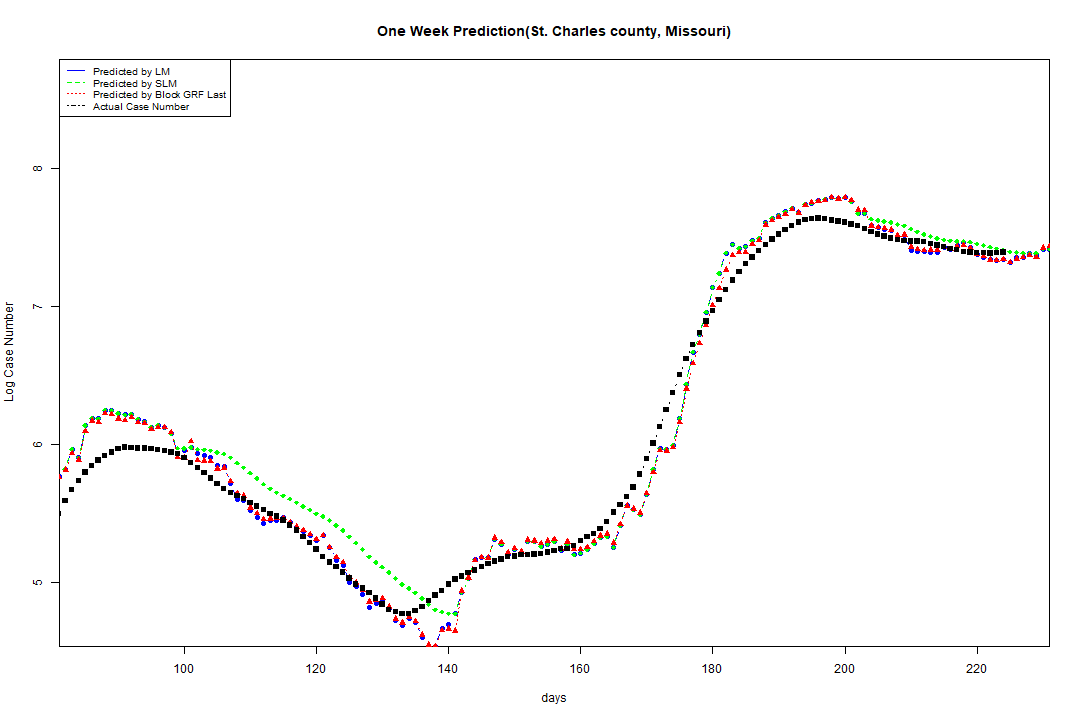 One Week Prediction(St. Charles county, Missouri)
Predicted by LM
Predicted by SLM
Predicted by Block GRF Last
Actual Case Number
8
7
6
5
Log Case Number
100 120 140 160 180 200 220
days